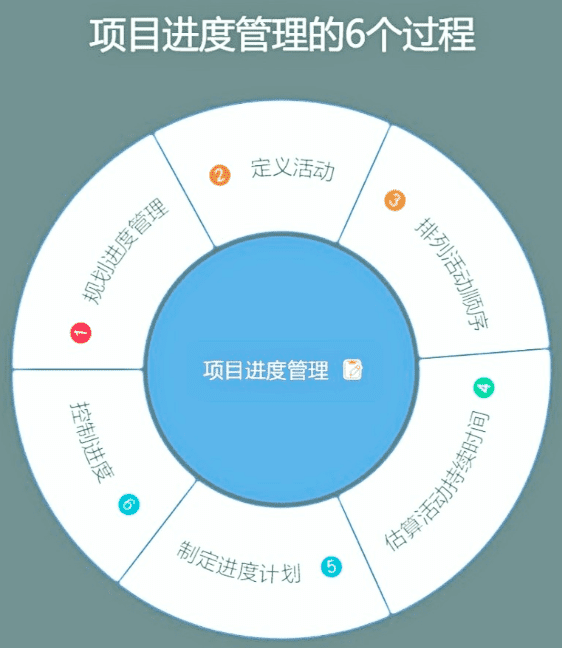 项目进度管理的6个过程
1 规划进度管理
2 定义活动
3 排列活动顺序
4 估算活动持续时间
5 制定进度计划
6 控制进度
项目进度管理